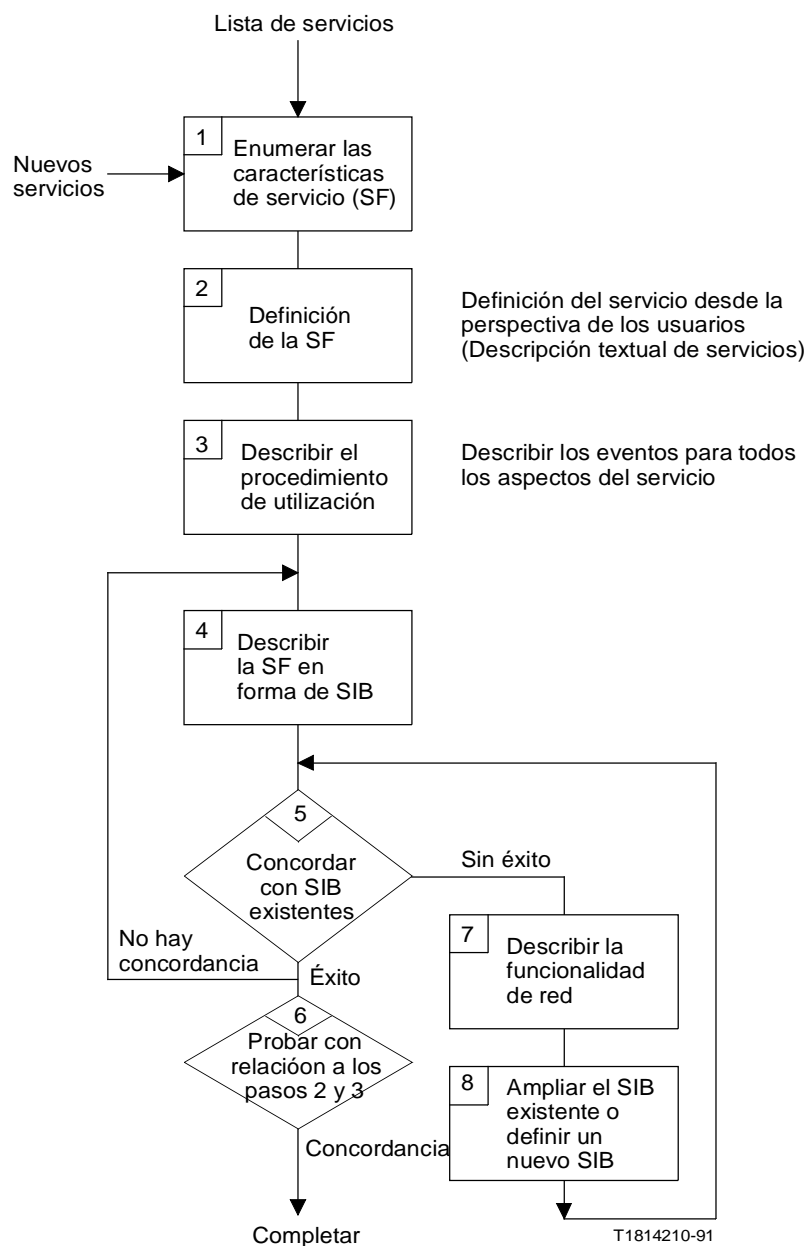 Lista de servicios
1
Enumerar las
características
de servicio (SF)
Nuevos
servicios
2
Definición
de la SF
Definición del servicio desde la
perspectiva de los usuarios
(Descripción textual de servicios)
3
Describir el
procedimiento
de utilización
Describir los eventos para todos
los aspectos del servicio
4
Describir
la SF en
forma de SIB
5
Concordar
con SIB
existentes
Sin éxito
No hay
concordancia
Éxito
7
Describir la
funcionalidad
de red
6
Probar con
relacióon a los
pasos 2 y 3
8
Ampliar el SIB
existente o
definir un
nuevo SIB
Concordancia
Completar
T1814210-91